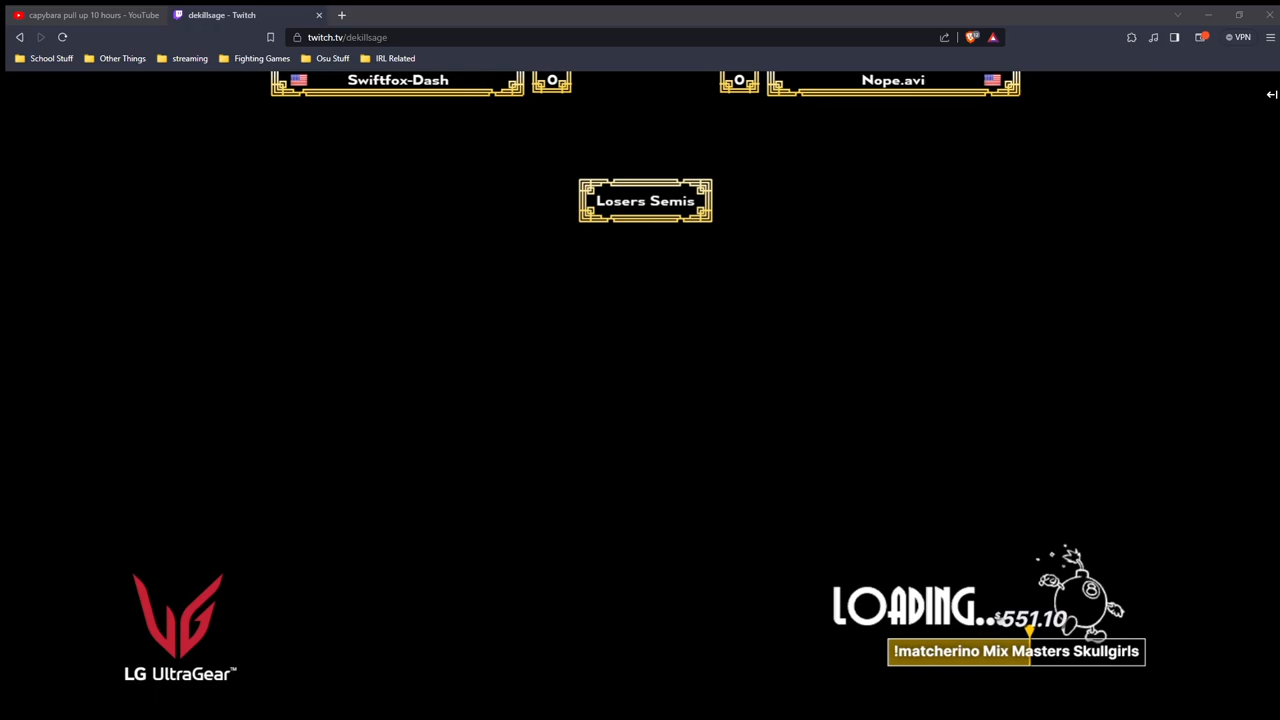 capybara pull up 10 hours - YouTube
dekillsage - Twitch
twitch.tv/dekillsage
VPN
School Stuff
Other Things
streaming
Fighting Games
Osu Stuff
IRL Related
Swiftfox-Dash
0
0
Nope.avi
Losers Semis
LOADING...
$551.10
!matcherino Mix Masters Skullgirls
8
LG UltraGear™